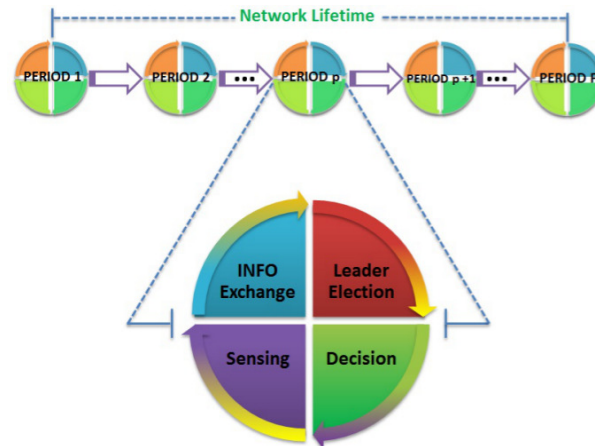 Network Lifetime
PERIOD 1
PERIOD 2
...
PERIOD p
PERIOD p +1
...
PERIOD P
INFO
Exchange
Leader
Election
Sensing
Decision